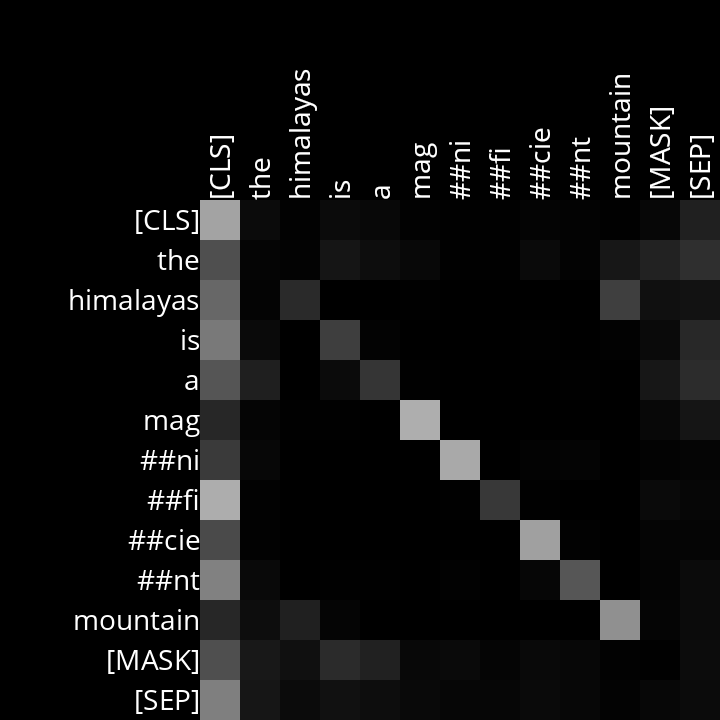 [CLS] the himalayas is a mag ##ni ##fi ##cie ##nt mountain [MASK] [SEP]
[CLS]
the
himalayas
is
a
mag
##ni
##fi
##cie
##nt
mountain
[MASK]
[SEP]